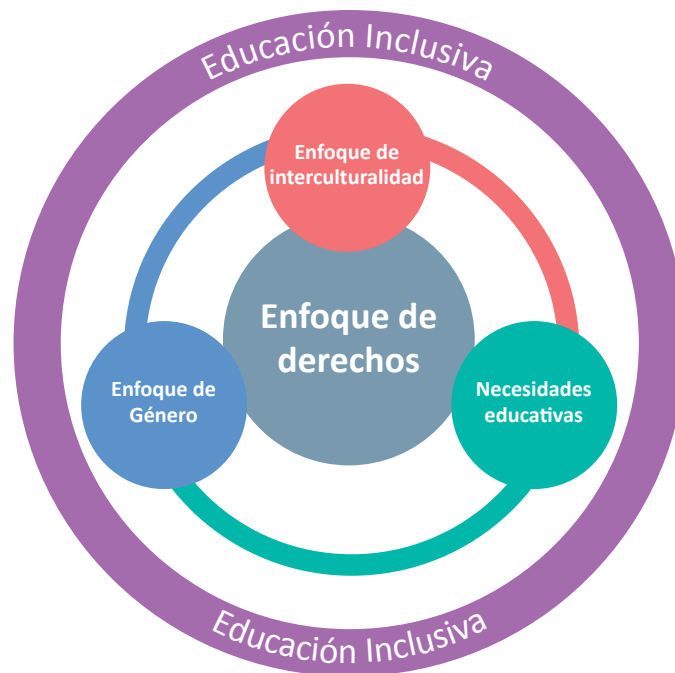 Educación Inclusiva
Enfoque de
interculturalidad
Enfoque de
derechos
Enfoque de
Género
Necesidades
educativas
Educación Inclusiva